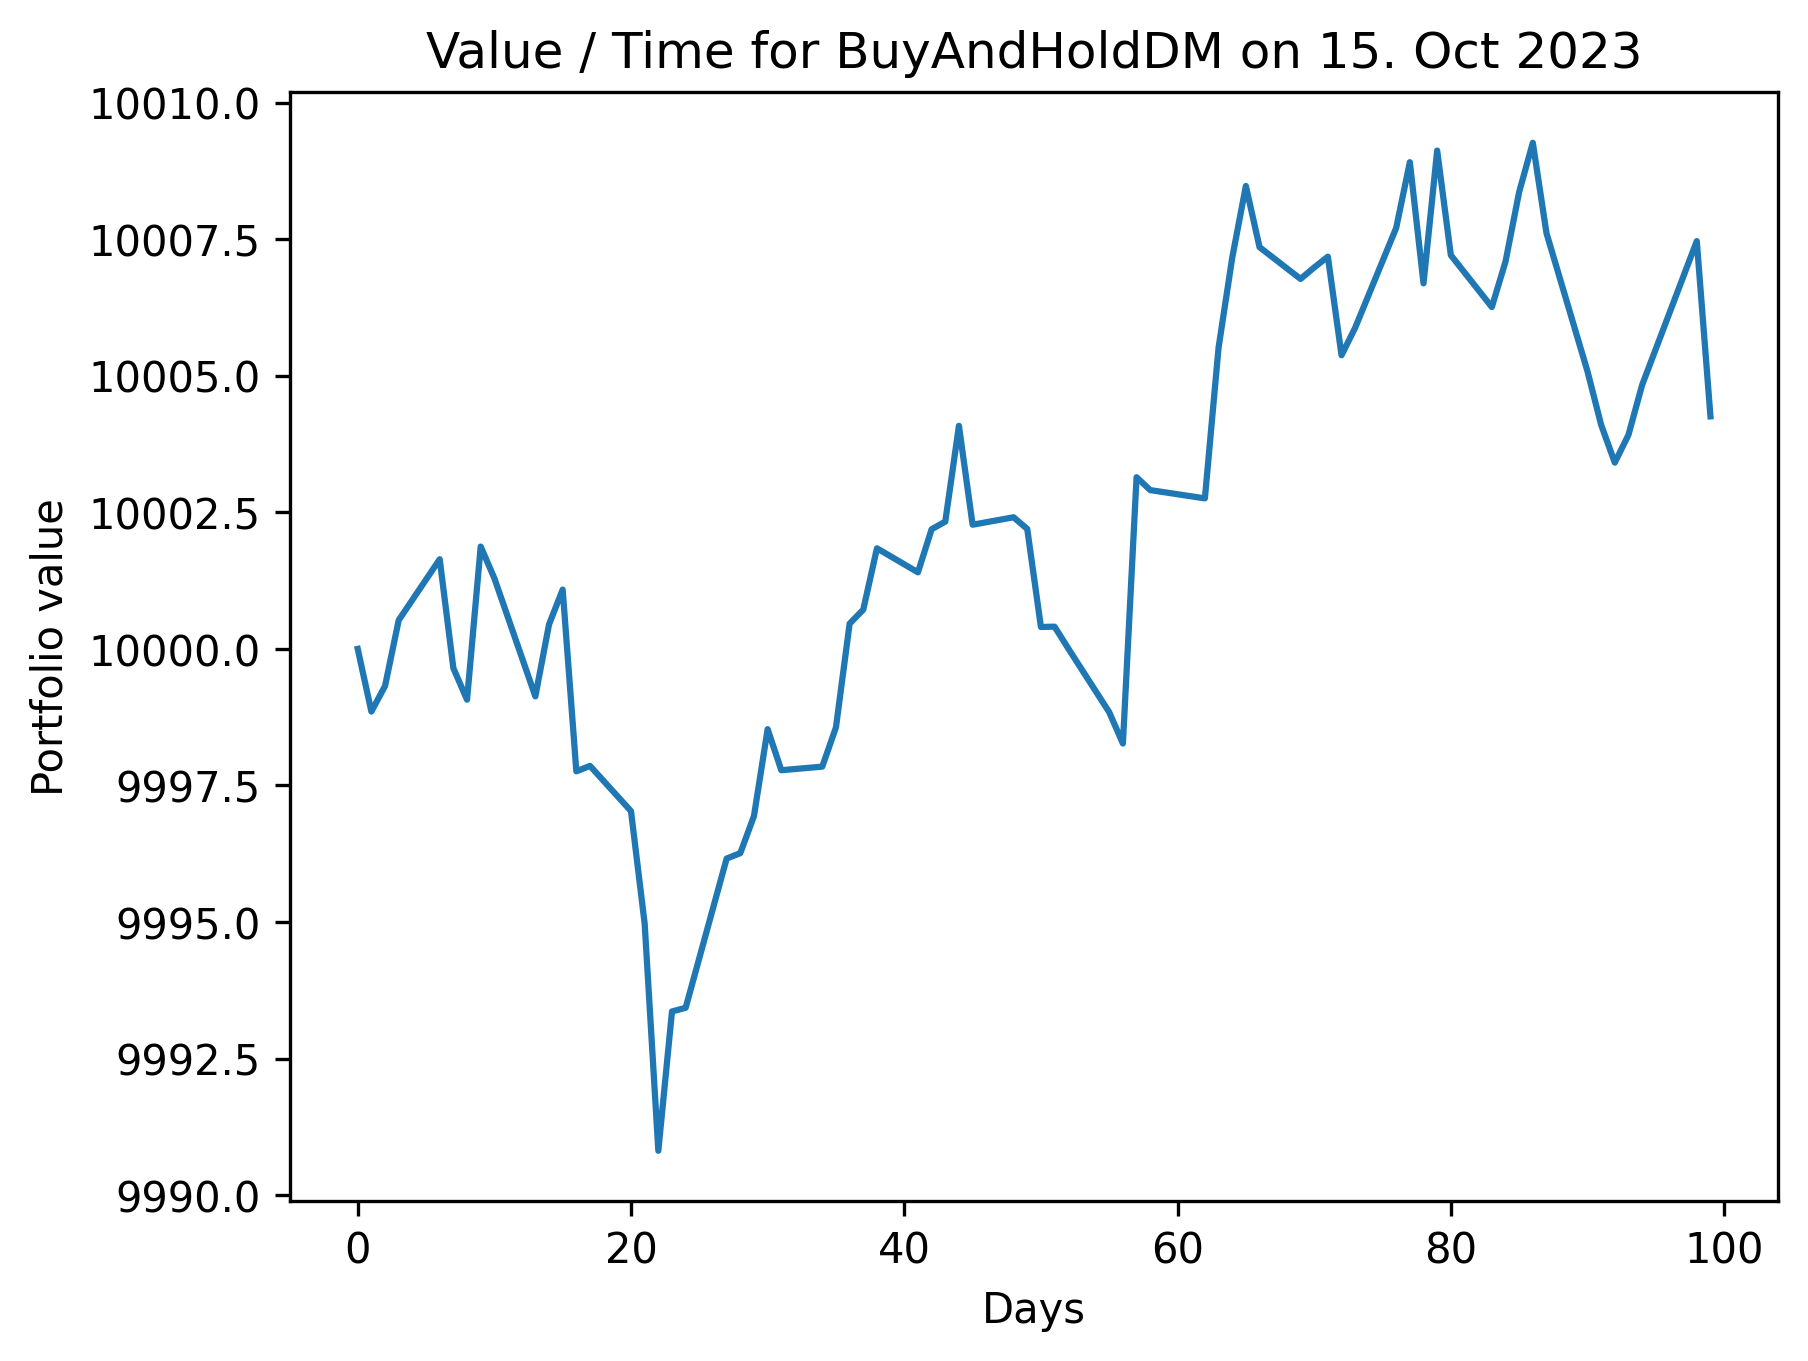 Value / Time for BuyAndHoldDM on 15. Oct 2023
10010.0
10007.5
10005.0
10002.5
10000.0
9997.5
9995.0
9992.5
9990.0
Portfolio value
0 20 40 60 80 100
Days